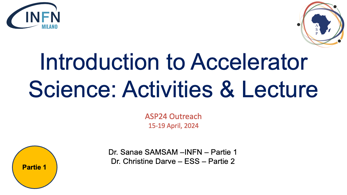 INFN
MILANO
Introduction to Accelerator
Science: Activities & Lecture
ASP24 Outreach
15-19 April, 2024
Dr. Sanae SAMSAM –INFN – Partie 1
Dr. Christine Darve – ESS – Partie 2
Partie 1